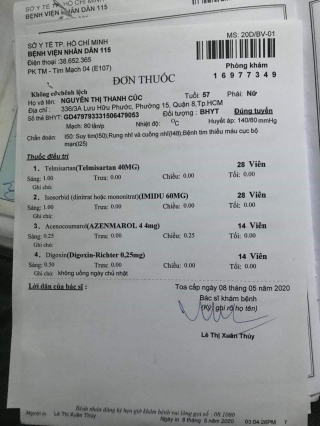 SỞ Y TẾ TP. HỒ CHÍ MINH
BỆNH VIỆN NHÂN DÂN 115
Điện thoại: 38.652.365
PK TM - Tim Mạch 04 (E107)
MS: 20D/BV-01
Phòng khám
16977349
ĐƠN THUỐC
Không có chênh lệch
Họ và tên: NGUYỄN THỊ THANH CÚC Tuổi: 57 Phái: Nữ
Địa chỉ: 336/3A Lưu Hữu Phước, Phường 15, Quận 8,Tp.HCM
Số thẻ BHYT: GD479793331506479053 Đối tượng: BHYT Đúng tuyến
Mạch: 80 lần/p Nhiệt độ: °C Huyết áp: 140/80 mmHg
Chẩn đoán: I50: Suy tim(I50);Rung nhĩ và cuồng nhĩ(I48);Bệnh tim thiếu máu cục bộ mạn(I25)
Thuốc điều trị
1. Telmisartan(Telmisartan 40MG) 28 Viên
Sáng: 1.00 Trưa: 0.00 Chiều: 0.00 Tối: 0.00
Ghi chú:
2. Isosorbid (dinitrat hoặc mononitrat)(IMIDU 60MG) 28 Viên
Sáng: 1.00 Trưa: 0.00 Chiều: 0.00 Tối: 0.00
Ghi chú:
3. Acenocoumarol(AZENMAROL 4 4mg) 14 Viên
Sáng: 0.25 Trưa: 0.00 Chiều: 0.25 Tối: 0.00
Ghi chú:
4. Digoxin(Digoxin-Richter 0,25mg) 14 Viên
Sáng: 0.50 Trưa: 0.00 Chiều: 0.00 Tối: 0.00
Ghi chú: không uống ngày chủ nhật
Lời dặn của bác sĩ: Toa cấp ngày 08 tháng 05 năm 2020
Bác sĩ khám bệnh
(Ký, ghi rõ họ tên)
Lê Thị Xuân Thúy
Lê Thị Xuân Thúy